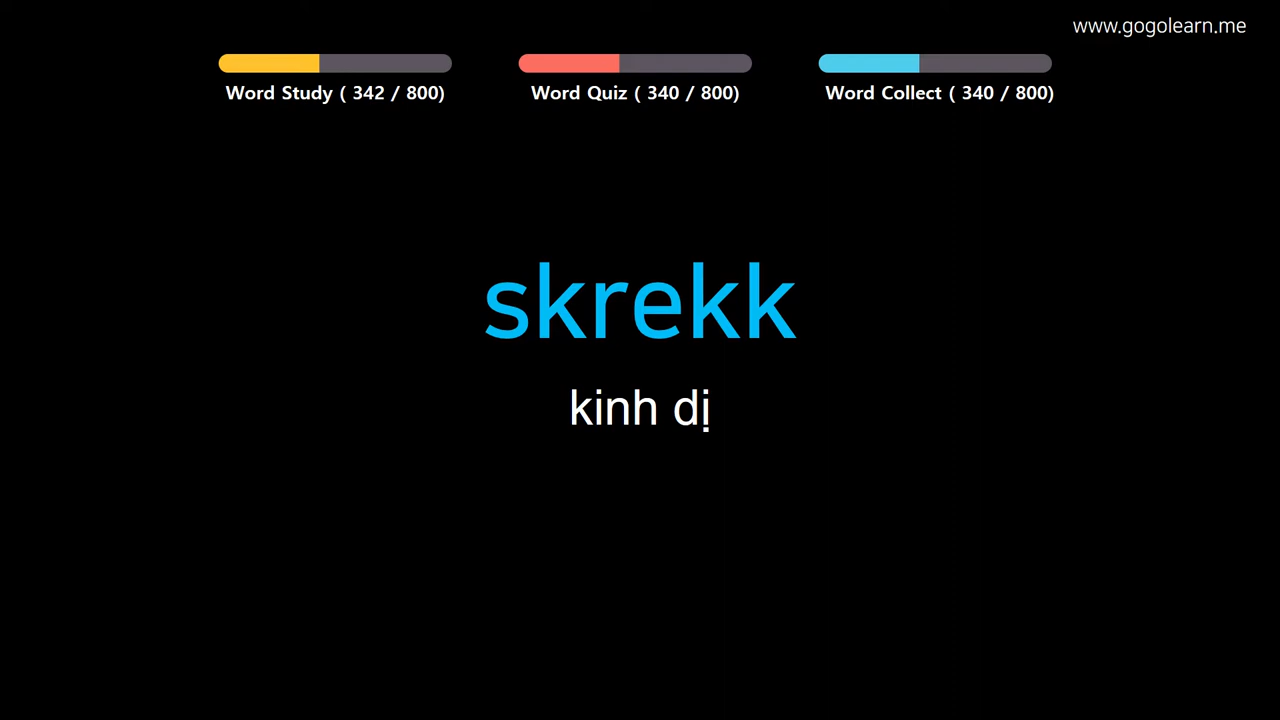 www.gogolearn.me
Word Study ( 342 / 800)
Word Quiz ( 340 / 800)
Word Collect ( 340 / 800)
skrekk
kinh dị